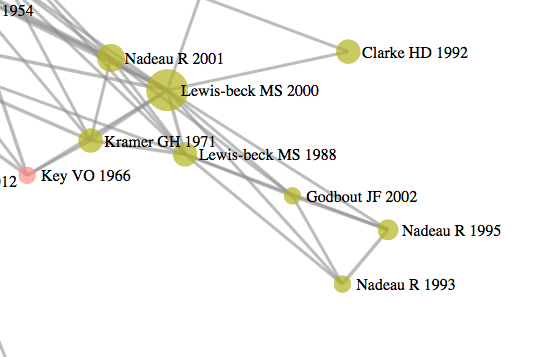 1954
Clarke HD 1992
Nadeau R 2001
Lewis-beck MS 2000
Kramer GH 1971
Lewis-beck MS 1988
Key VO 1966
012
Godbout JF 2002
Nadeau R 1995
Nadeau R 1993